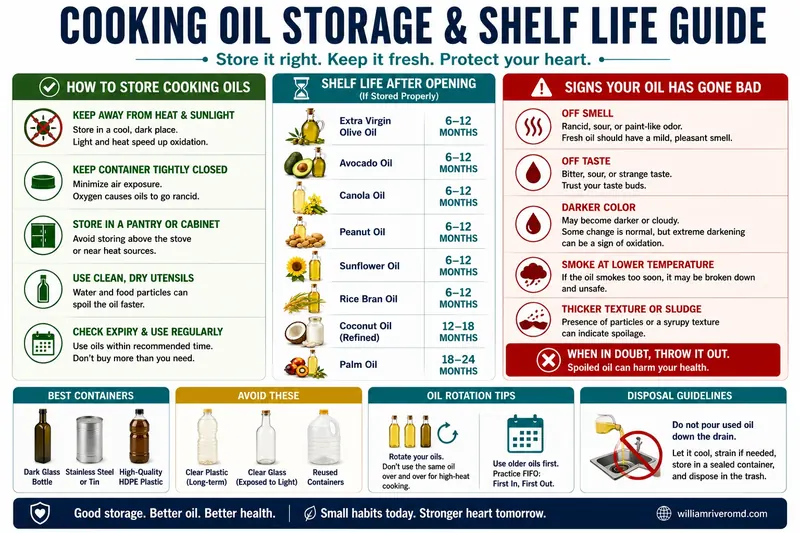 COOKING OIL STORAGE & SHELF LIFE GUIDE
Store it right. Keep it fresh. Protect your heart.
HOW TO STORE COOKING OILS
KEEP AWAY FROM HEAT & SUNLIGHT
Store in a cool, dark place.
Light and heat speed up oxidation.
KEEP CONTAINER TIGHTLY CLOSED
Minimize air exposure.
Oxygen causes oils to go rancid.
STORE IN A PANTRY OR CABINET
Avoid storing above the stove
or near heat sources.
USE CLEAN, DRY UTENSILS
Water and food particles can
spoil the oil faster.
CHECK EXPIRY & USE REGULARLY
Use oils within recommended time.
Don't buy more than you need.
SHELF LIFE AFTER OPENING
(If Stored Properly)
Extra Virgin
Olive Oil
6–12
MONTHS
Avocado Oil
6–12
MONTHS
Canola Oil
6–12
MONTHS
Peanut Oil
6–12
MONTHS
Sunflower Oil
6–12
MONTHS
Rice Bran Oil
6–12
MONTHS
Coconut Oil
(Refined)
12–18
MONTHS
Palm Oil
18–24
MONTHS
SIGNS YOUR OIL HAS GONE BAD
OFF SMELL
Rancid, sour, or paint-like odor.
Fresh oil should have a mild, pleasant smell.
OFF TASTE
Bitter, sour, or strange taste.
Trust your taste buds.
DARKER COLOR
May become darker or cloudy.
Some change is normal, but extreme darkening
can be a sign of oxidation.
SMOKE AT LOWER TEMPERATURE
If the oil smokes too soon, it may be broken down
and unsafe.
THICKER TEXTURE OR SLUDGE
Presence of particles or a syrupy texture
can indicate spoilage.
WHEN IN DOUBT, THROW IT OUT.
Spoiled oil can harm your health.
BEST CONTAINERS
Dark Glass
Bottle
Stainless Steel
or Tin
High-Quality
HDPE Plastic
AVOID THESE
Clear Plastic
(Long-term)
Clear Glass
(Exposed to Light)
Reused
Containers
OIL ROTATION TIPS
Rotate your oils.
Don't use the same oil
over and over for high-heat
cooking.
Use older oils first.
Practice FIFO:
First In, First Out.
DISPOSAL GUIDELINES
Do not pour used oil
down the drain.
Let it cool, strain if needed,
store in a sealed container,
and dispose in the trash.
Good storage. Better oil. Better health.
Small habits today. Stronger heart tomorrow.
williamriveromd.com